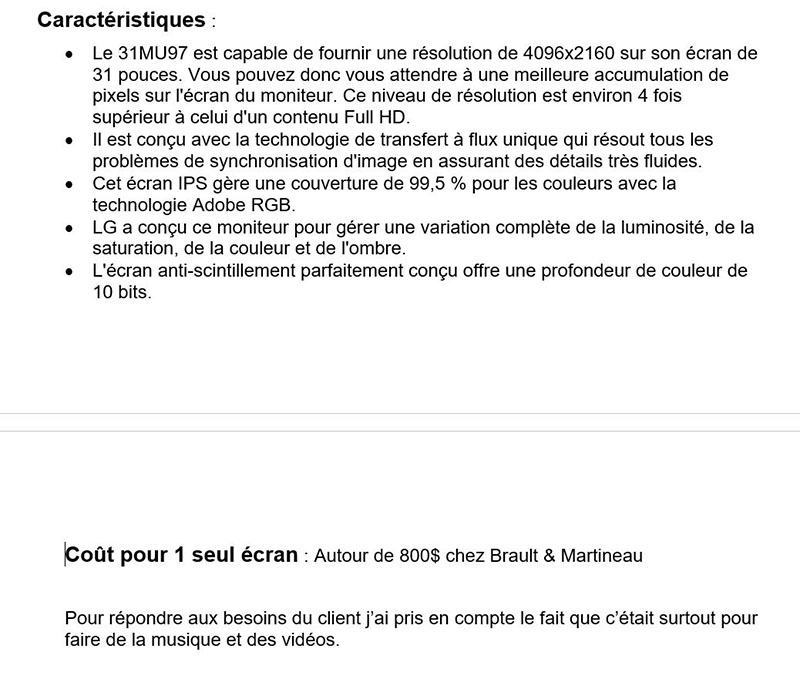 Caractéristiques :
• Le 31MU97 est capable de fournir une résolution de 4096x2160 sur son écran de
31 pouces. Vous pouvez donc vous attendre à une meilleure accumulation de
pixels sur l'écran du moniteur. Ce niveau de résolution est environ 4 fois
supérieur à celui d'un contenu Full HD.
• Il est conçu avec la technologie de transfert à flux unique qui résout tous les
problèmes de synchronisation d'image en assurant des détails très fluides.
• Cet écran IPS gère une couverture de 99,5 % pour les couleurs avec la
technologie Adobe RGB.
• LG a conçu ce moniteur pour gérer une variation complète de la luminosité, de la
saturation, de la couleur et de l'ombre.
• L'écran anti-scintillement parfaitement conçu offre une profondeur de couleur de
10 bits.
Coût pour 1 seul écran : Autour de 800$ chez Brault & Martineau
Pour répondre aux besoins du client j’ai pris en compte le fait que c’était surtout pour
faire de la musique et des vidéos.